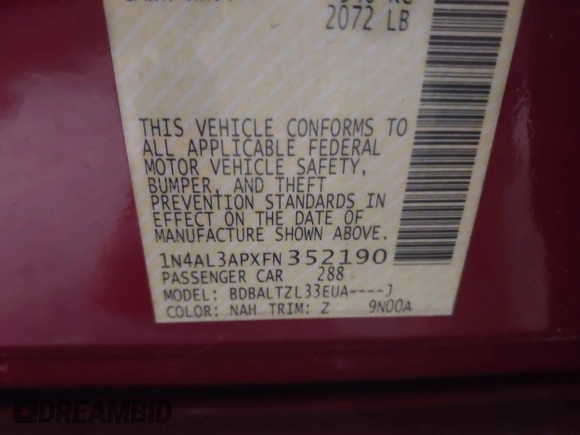 2072 LB
THIS VEHICLE CONFORMS TO
ALL APPLICABLE FEDERAL
MOTOR VEHICLE SAFETY,
BUMPER, AND THEFT
PREVENTION STANDARDS IN
EFFECT ON THE DATE OF
MANUFACTURE SHOWN ABOVE.
1N4AL3APXFN352190
PASSENGER CAR 288
MODEL: BDBALTZL33EUA----J
COLOR: NAH TRIM: Z 9N00A
DREAMBID